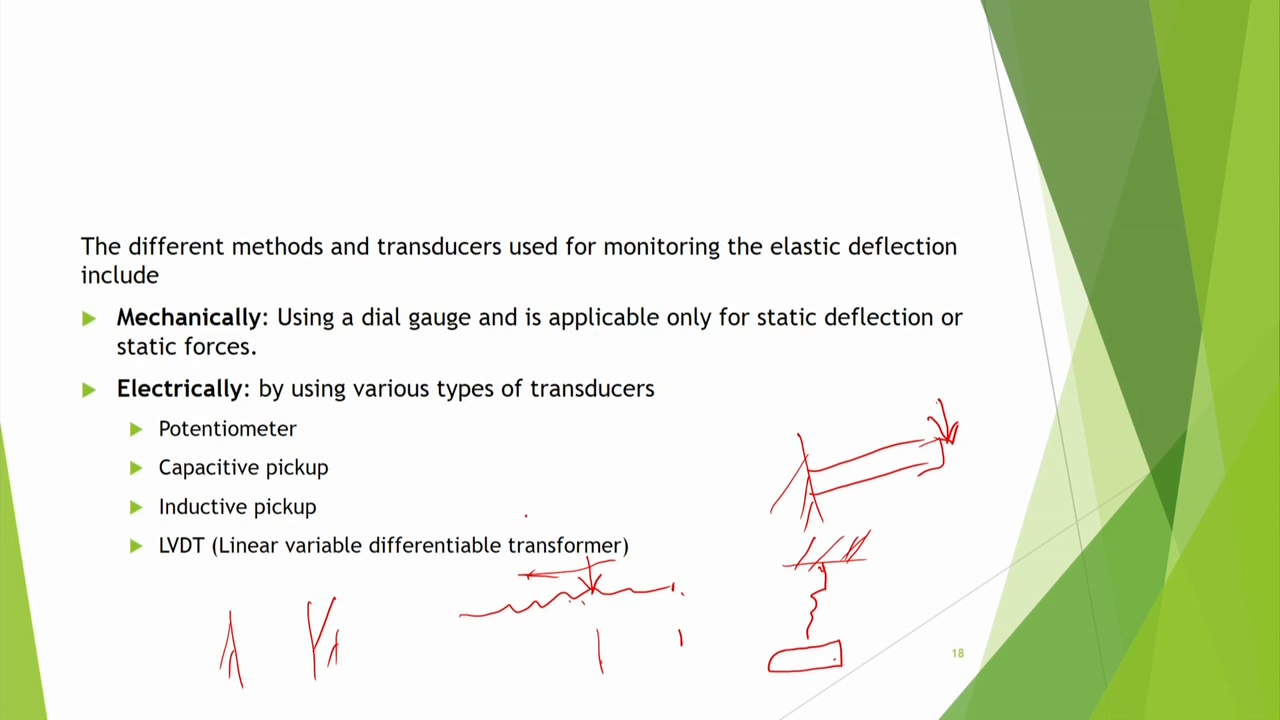 The different methods and transducers used for monitoring the elastic deflection
include
Mechanically: Using a dial gauge and is applicable only for static deflection or
static forces.
Electrically: by using various types of transducers
Potentiometer
Capacitive pickup
Inductive pickup
LVDT (Linear variable differentiable transformer)
18